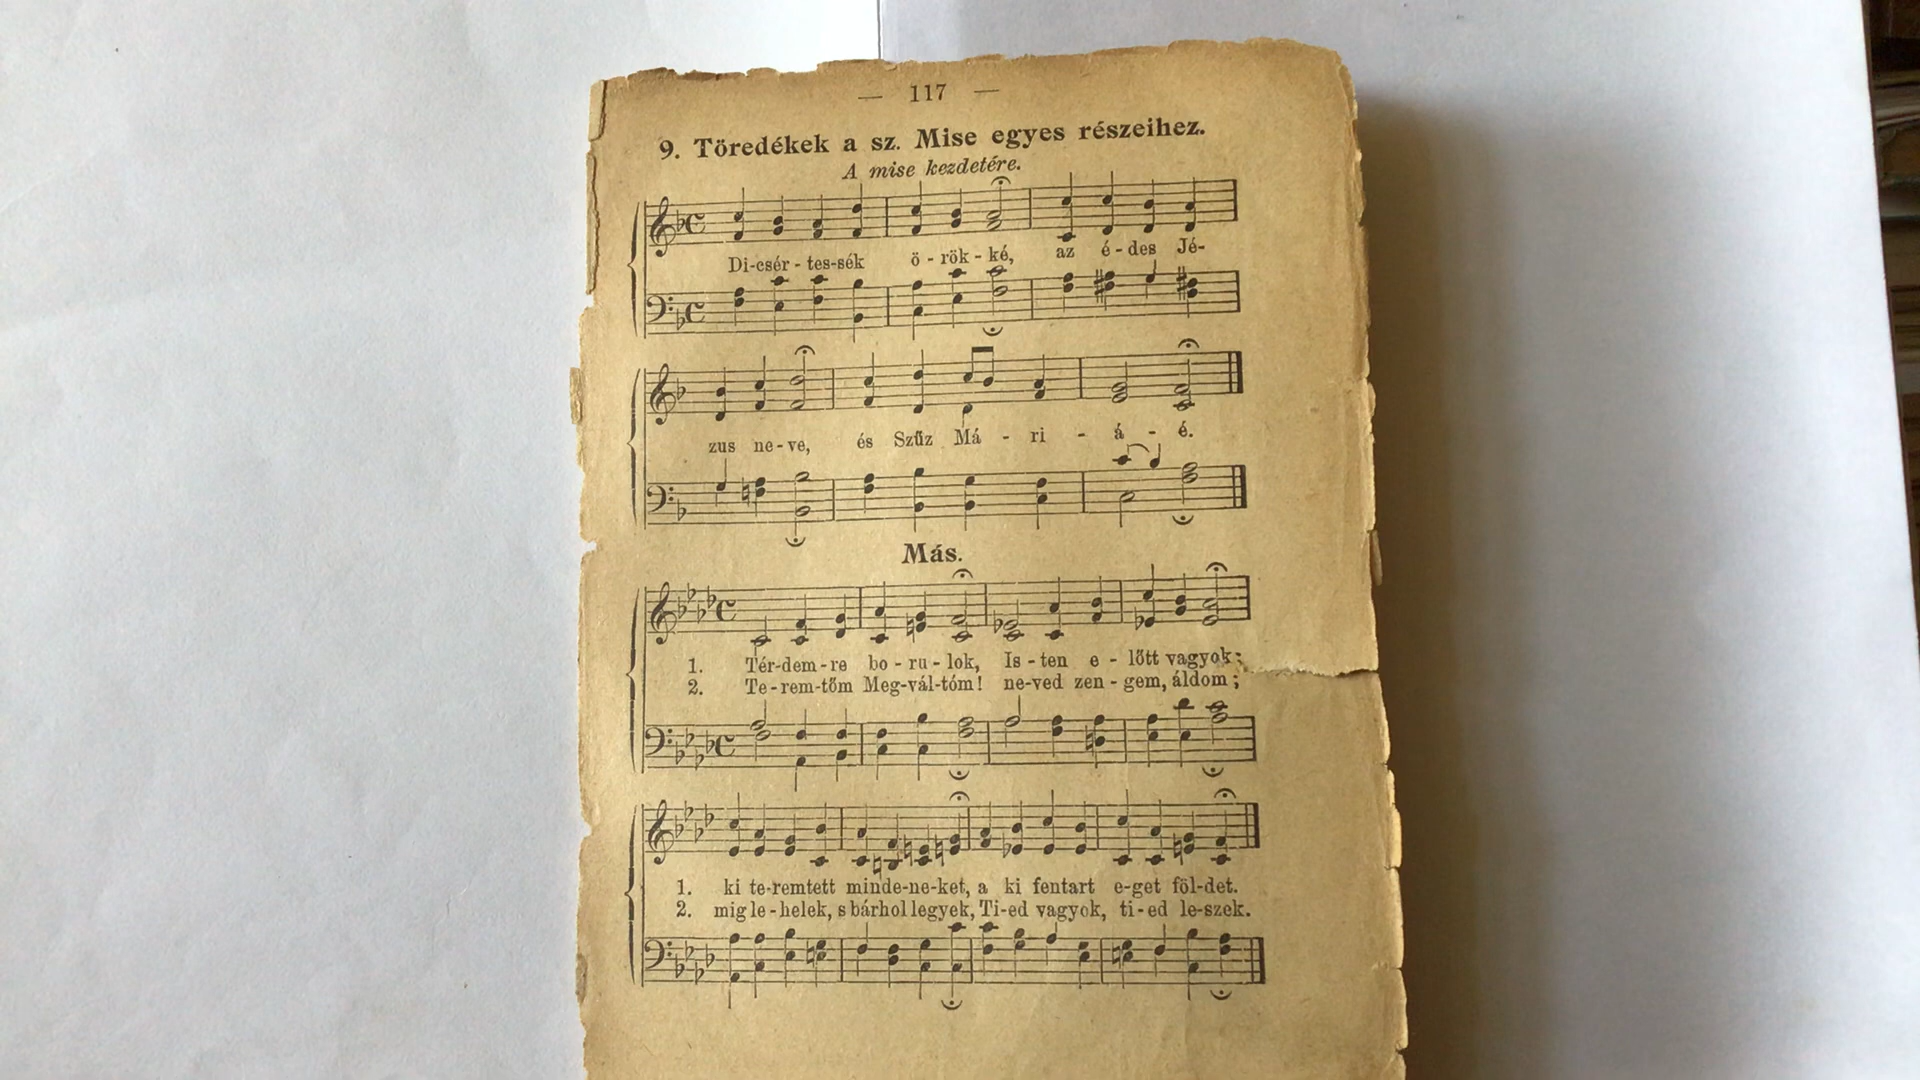 — 117 —
9. Töredékek a sz. Mise egyes részeihez.
A mise kezdetére.
Di-csér-tes-sék ö-rök-ké, az é-des Jé-
zus ne-ve, és Szűz Má-ri-á-é.
Más.
1. Tér-dem-re bo-ru-lok, Is-ten e-lőtt vagyok;
2. Te-rem-tőm Meg-vál-tóm! ne-ved zen-gem, áldom;
1. ki te-remtett minde-ne-ket, a ki fentart e-get föl-det.
2. mig le-helek, s bárhol legyek, Ti-ed vagyok, ti-ed le-szek.